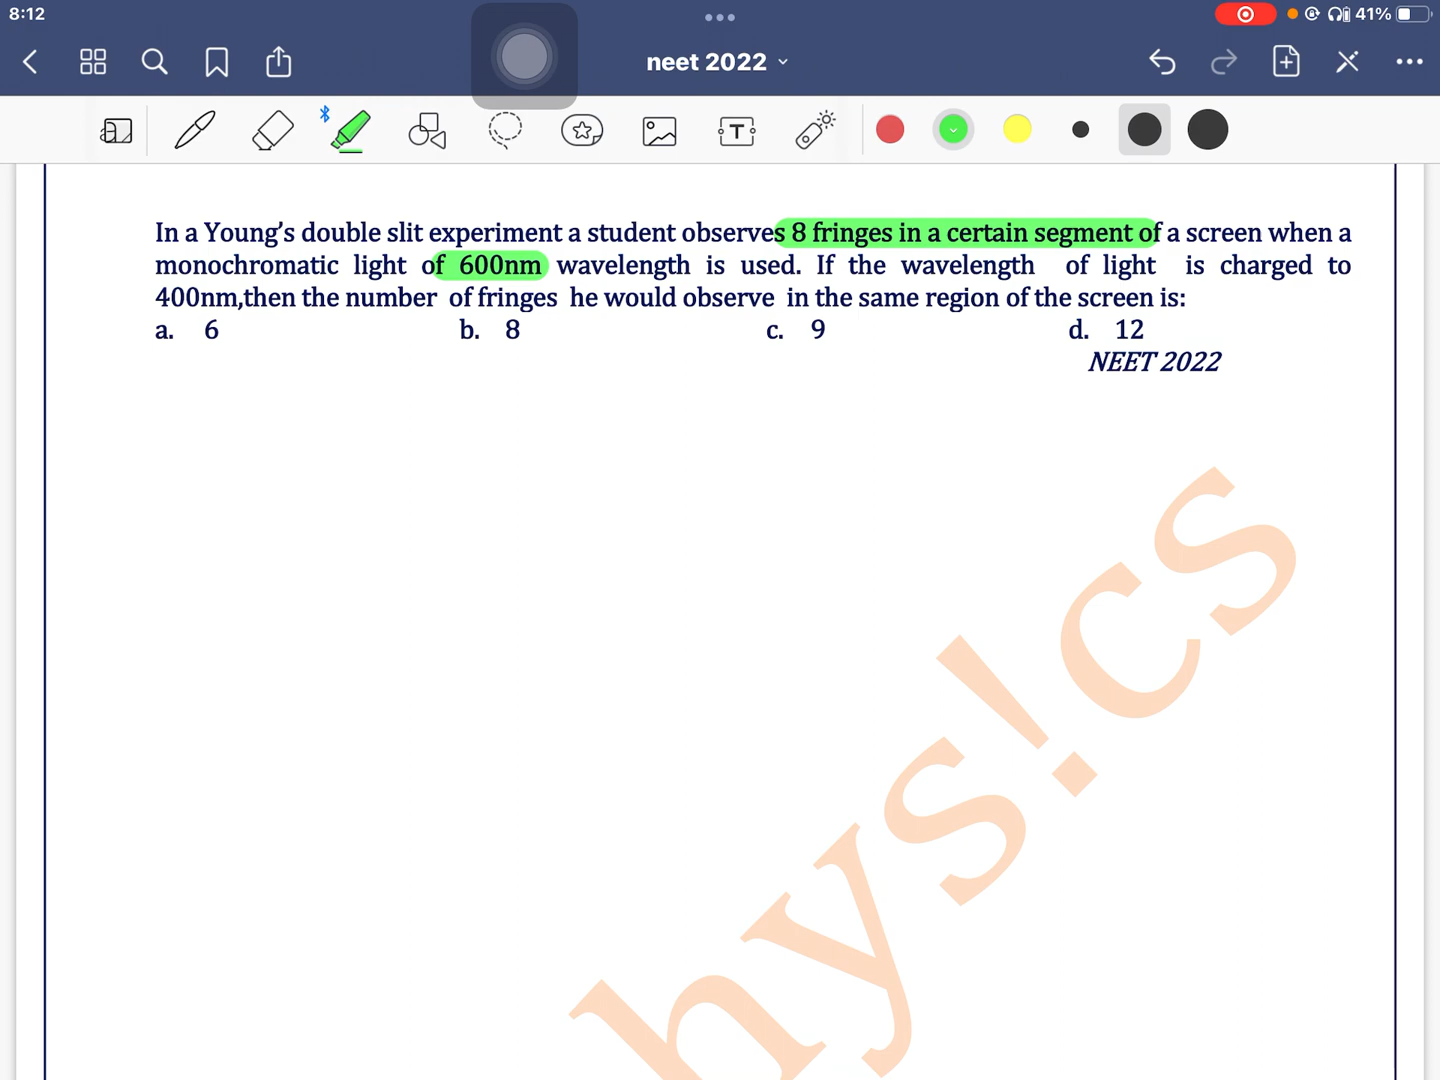 8:12
41%
neet 2022
T
In a Young's double slit experiment a student observes 8 fringes in a certain segment of a screen when a
monochromatic light of 600nm wavelength is used. If the wavelength of light is charged to
400nm,then the number of fringes he would observe in the same region of the screen is:
a. 6 b. 8 c. 9 d. 12
NEET 2022
hys!cs